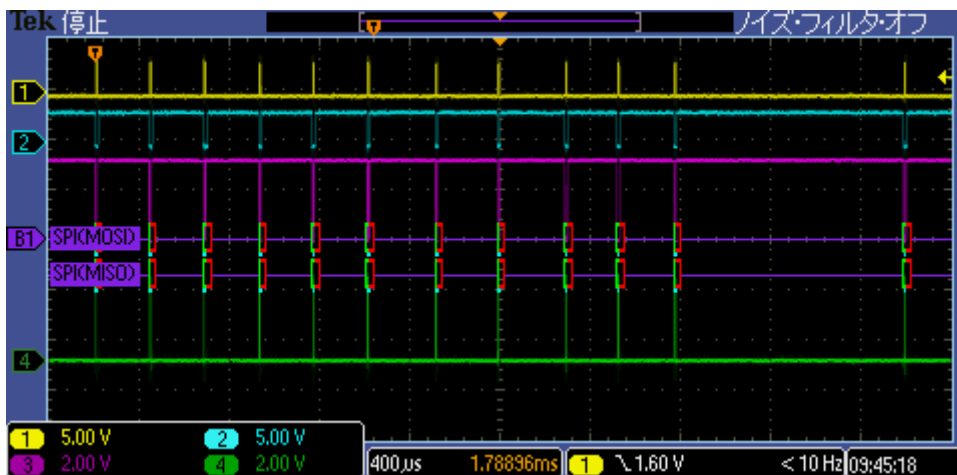 Tek 停止 ノイズ・フィルタ・オフ
T
T
1
2
B1 SPI(MOSI)
SPI(MISO)
4
1 5.00 V 2 5.00 V
3 2.00 V 4 2.00 V
400µs 1.78896ms 1 \ 1.60 V < 10 Hz 09:45:18